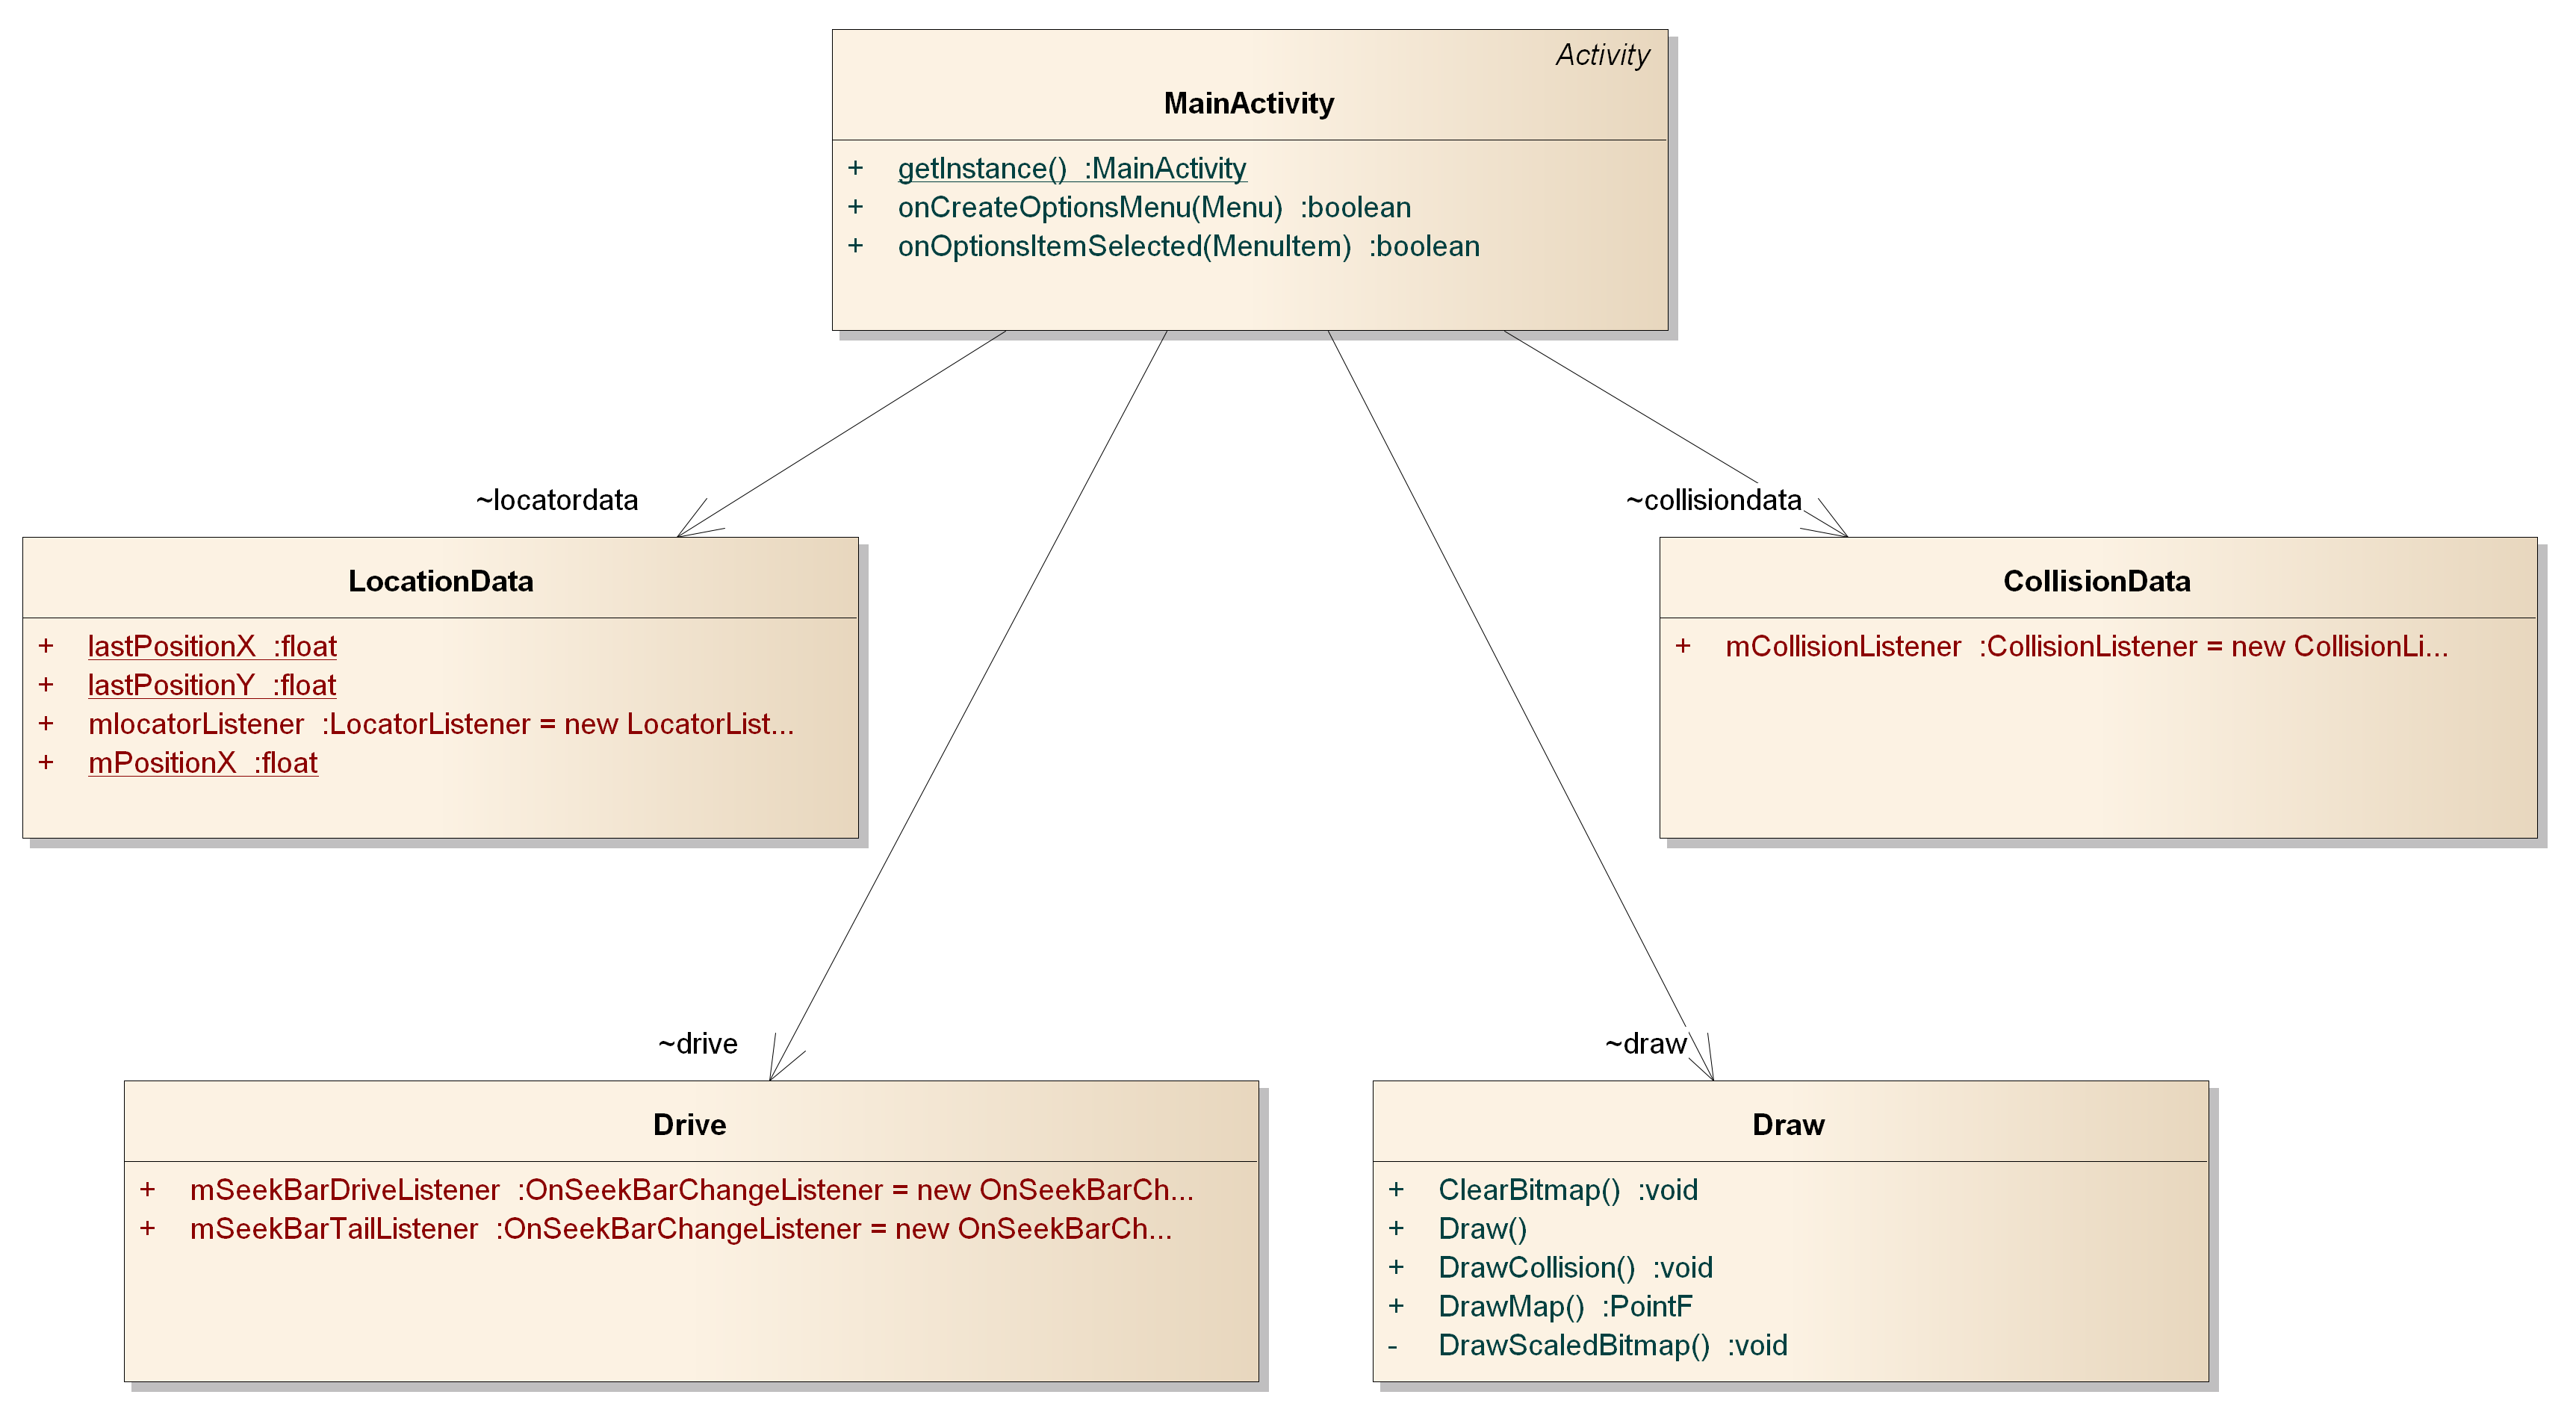 Activity
MainActivity
+ getInstance() :MainActivity
+ onCreateOptionsMenu(Menu) :boolean
+ onOptionsItemSelected(MenuItem) :boolean
~locatordata
~collisiondata
LocationData
+ lastPositionX :float
+ lastPositionY :float
+ mlocatorListener :LocatorListener = new LocatorList...
+ mPositionX :float
CollisionData
+ mCollisionListener :CollisionListener = new CollisionLi...
~drive
~draw
Drive
+ mSeekBarDriveListener :OnSeekBarChangeListener = new OnSeekBarCh...
+ mSeekBarTailListener :OnSeekBarChangeListener = new OnSeekBarCh...
Draw
+ ClearBitmap() :void
+ Draw()
+ DrawCollision() :void
+ DrawMap() :PointF
- DrawScaledBitmap() :void